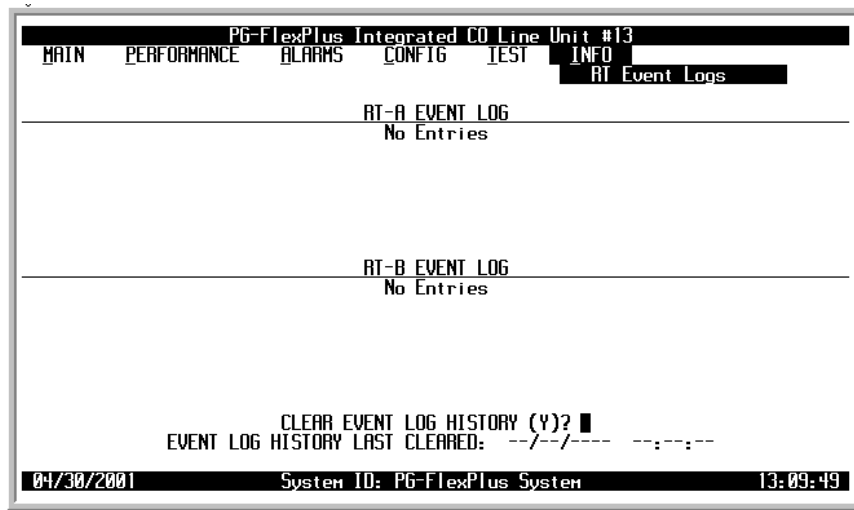 PG-FlexPlus Integrated CO Line Unit #13
MAIN PERFORMANCE ALARMS CONFIG TEST INFO
RT Event Logs
RT-A EVENT LOG
No Entries
RT-B EVENT LOG
No Entries
CLEAR EVENT LOG HISTORY (Y)?
EVENT LOG HISTORY LAST CLEARED: --/--/---- --:--:--
04/30/2001 System ID: PG-FlexPlus System 13:09:49